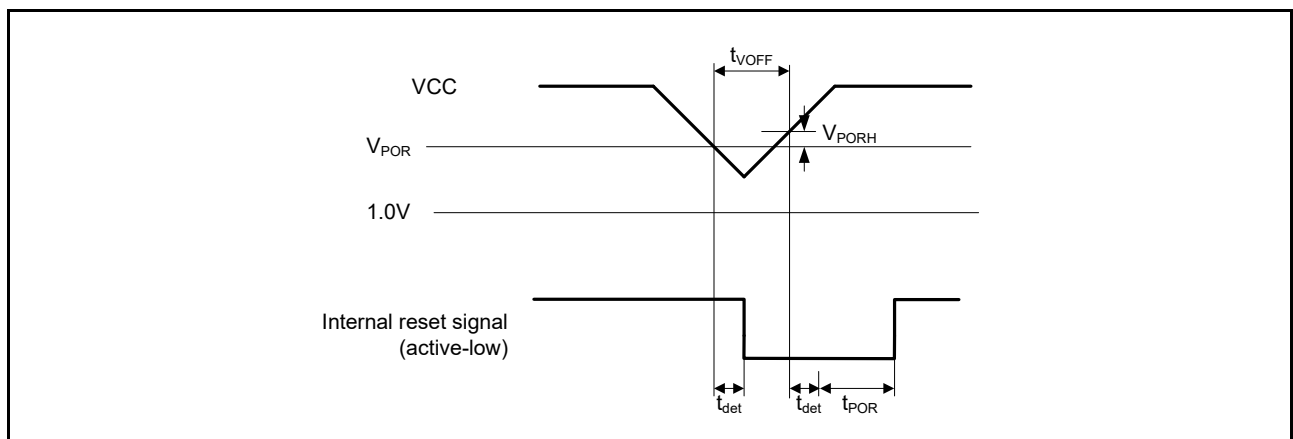 tVOFF
VCC
VPORH
VPOR
1.0V
Internal reset signal
(active-low)
tdet
tdet
tPOR